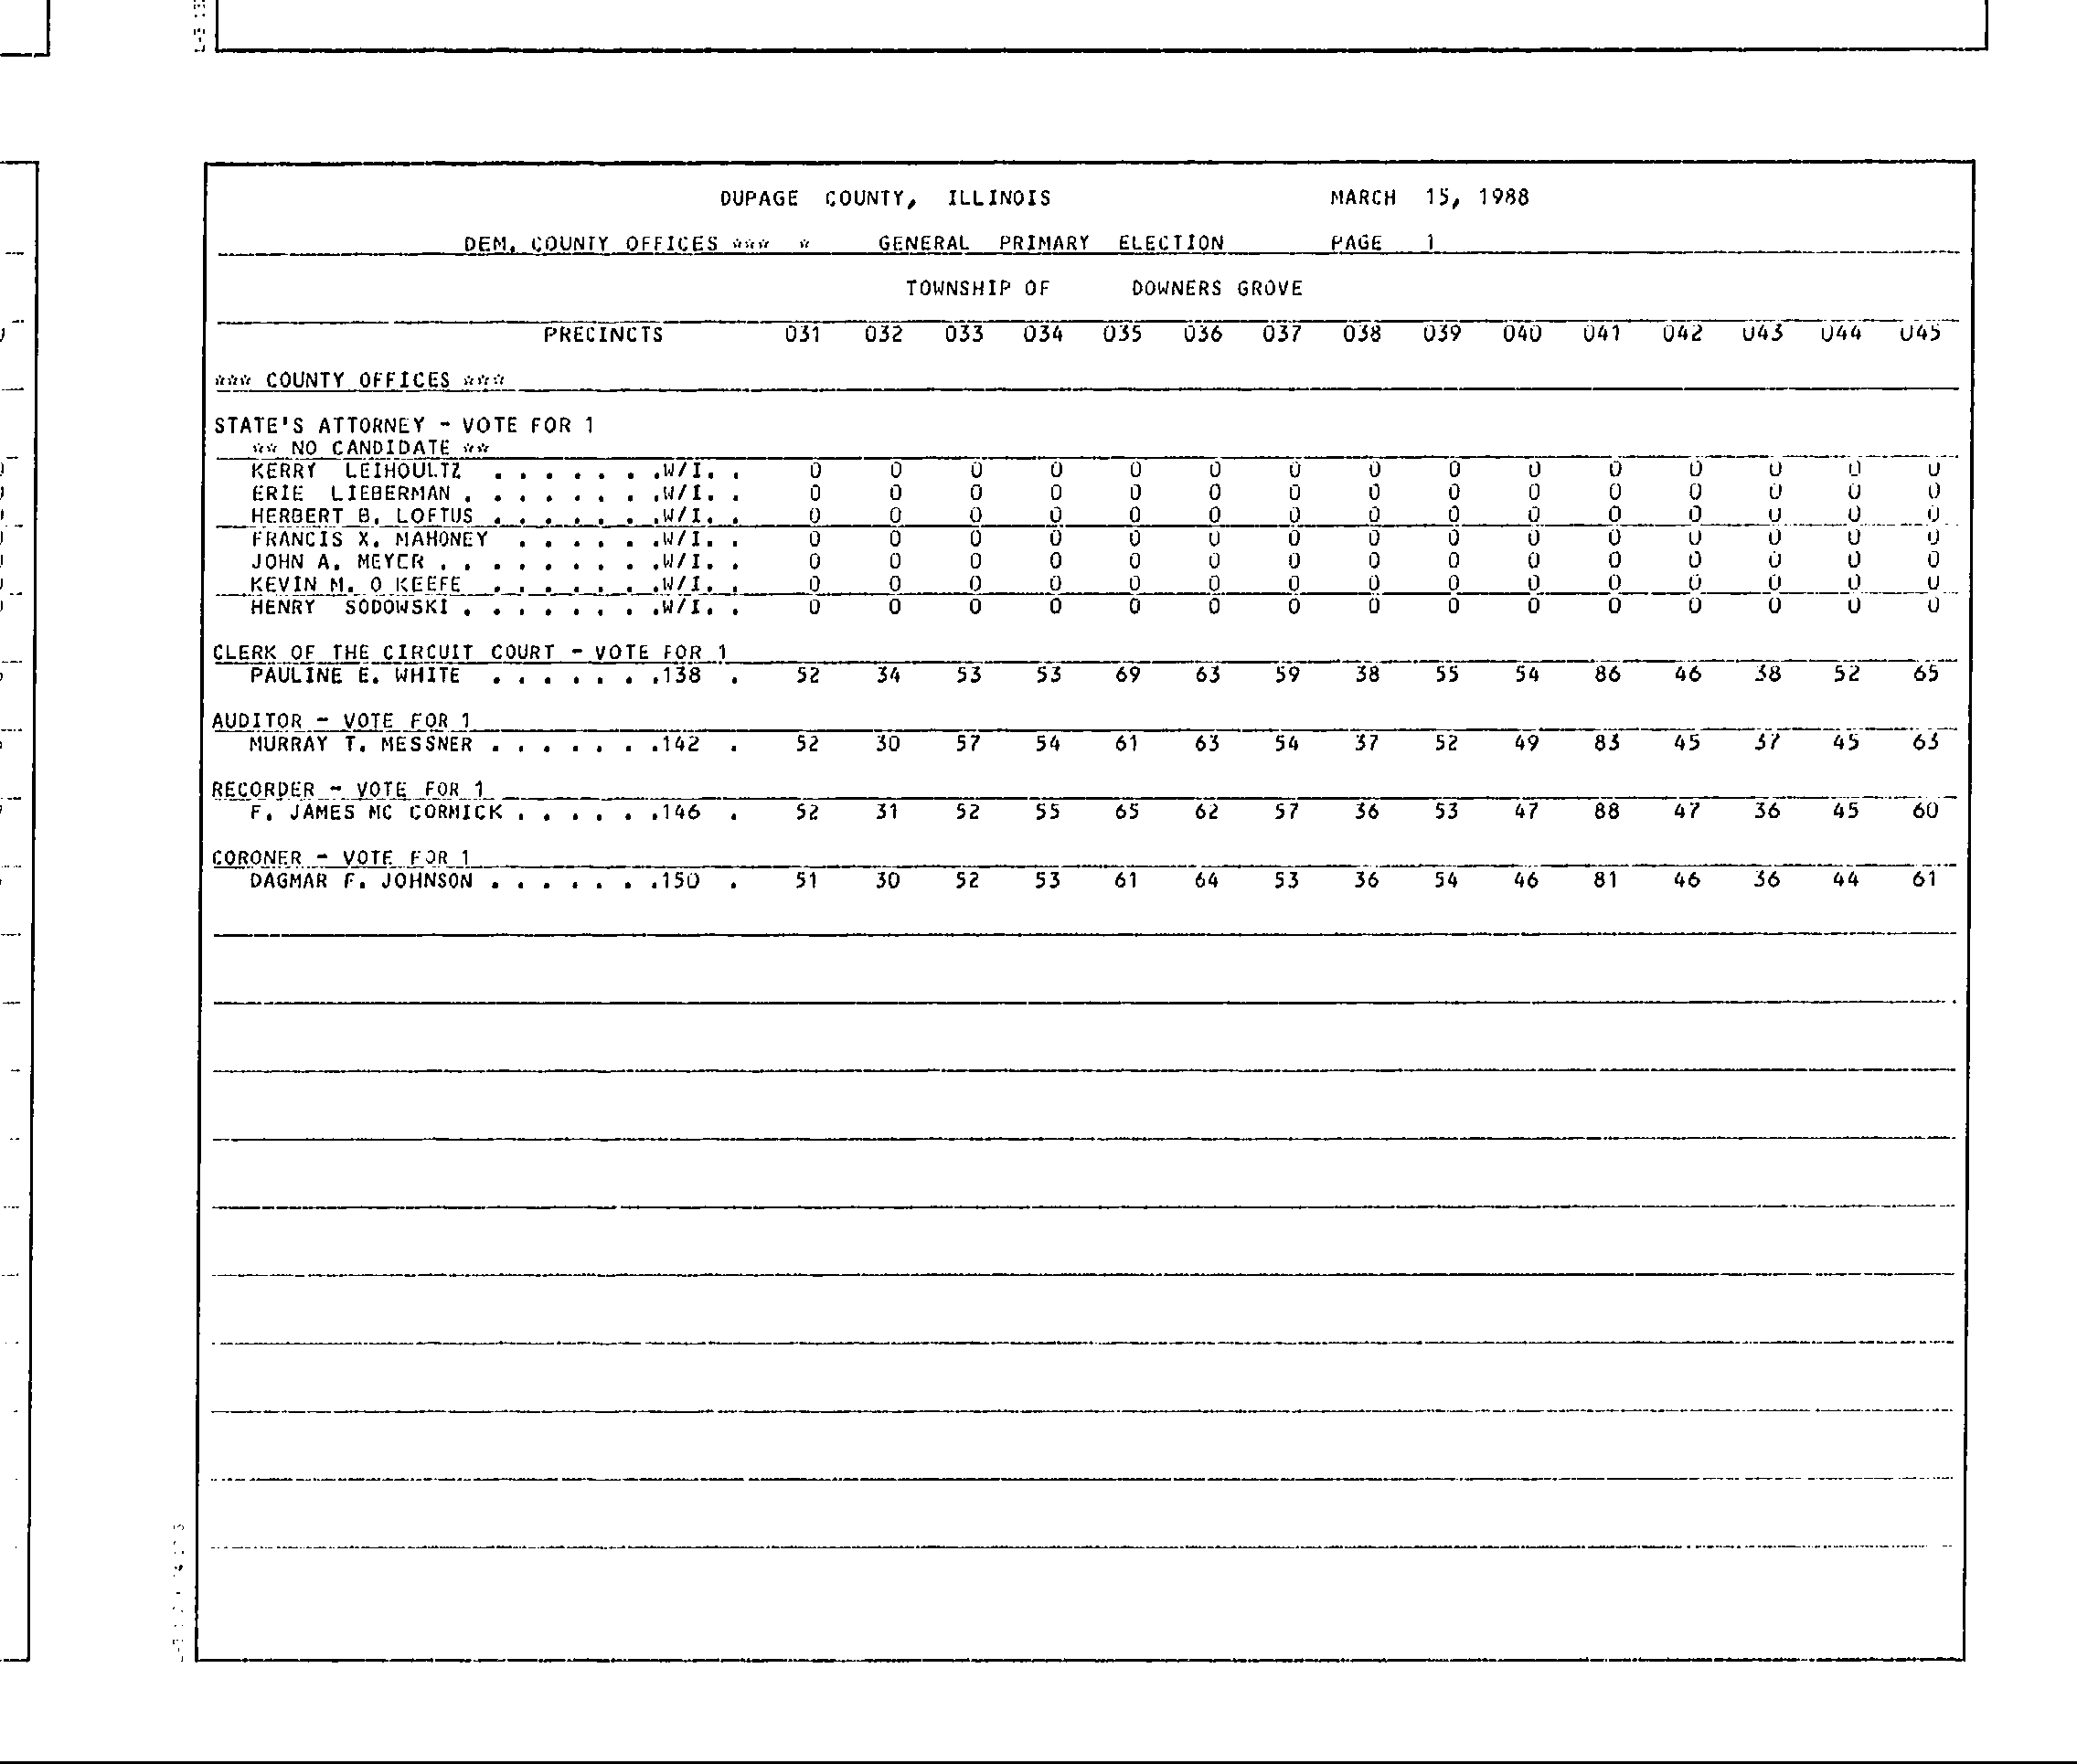 DUPAGE COUNTY, ILLINOIS MARCH 15, 1988
DEM. COUNTY OFFICES *** * GENERAL PRIMARY ELECTION PAGE 1
TOWNSHIP OF DOWNERS GROVE
PRECINCTS 031 032 033 034 035 036 037 038 039 040 041 042 043 044 045
*** COUNTY OFFICES ***
STATE'S ATTORNEY - VOTE FOR 1
** NO CANDIDATE **
KERRY LEIHOULTZ . . . . . . .W/I. . 0 0 0 0 0 0 0 0 0 0 0 0 0 0 0
ERIE LIEBERMAN . . . . . . . .W/I. . 0 0 0 0 0 0 0 0 0 0 0 0 0 0 0
HERBERT B. LOFTUS . . . . . . .W/I. . 0 0 0 0 0 0 0 0 0 0 0 0 0 0 0
FRANCIS X. MAHONEY . . . . . .W/I. . 0 0 0 0 0 0 0 0 0 0 0 0 0 0 0
JOHN A. MEYER . . . . . . . . .W/I. . 0 0 0 0 0 0 0 0 0 0 0 0 0 0 0
KEVIN M. O KEEFE . . . . . . .W/I. . 0 0 0 0 0 0 0 0 0 0 0 0 0 0 0
HENRY SODOWSKI . . . . . . . .W/I. . 0 0 0 0 0 0 0 0 0 0 0 0 0 0 0
CLERK OF THE CIRCUIT COURT - VOTE FOR 1
PAULINE E. WHITE . . . . . . .138 . 52 34 53 53 69 63 59 38 55 54 86 46 38 52 65
AUDITOR - VOTE FOR 1
MURRAY T. MESSNER . . . . . . .142 . 52 30 57 54 61 63 54 37 52 49 83 45 37 45 63
RECORDER - VOTE FOR 1
F. JAMES MC CORMICK . . . . . .146 . 52 31 52 55 65 62 57 36 53 47 88 47 36 45 60
CORONER - VOTE FOR 1
DAGMAR F. JOHNSON . . . . . . .150 . 51 30 52 53 61 64 53 36 54 46 81 46 36 44 61